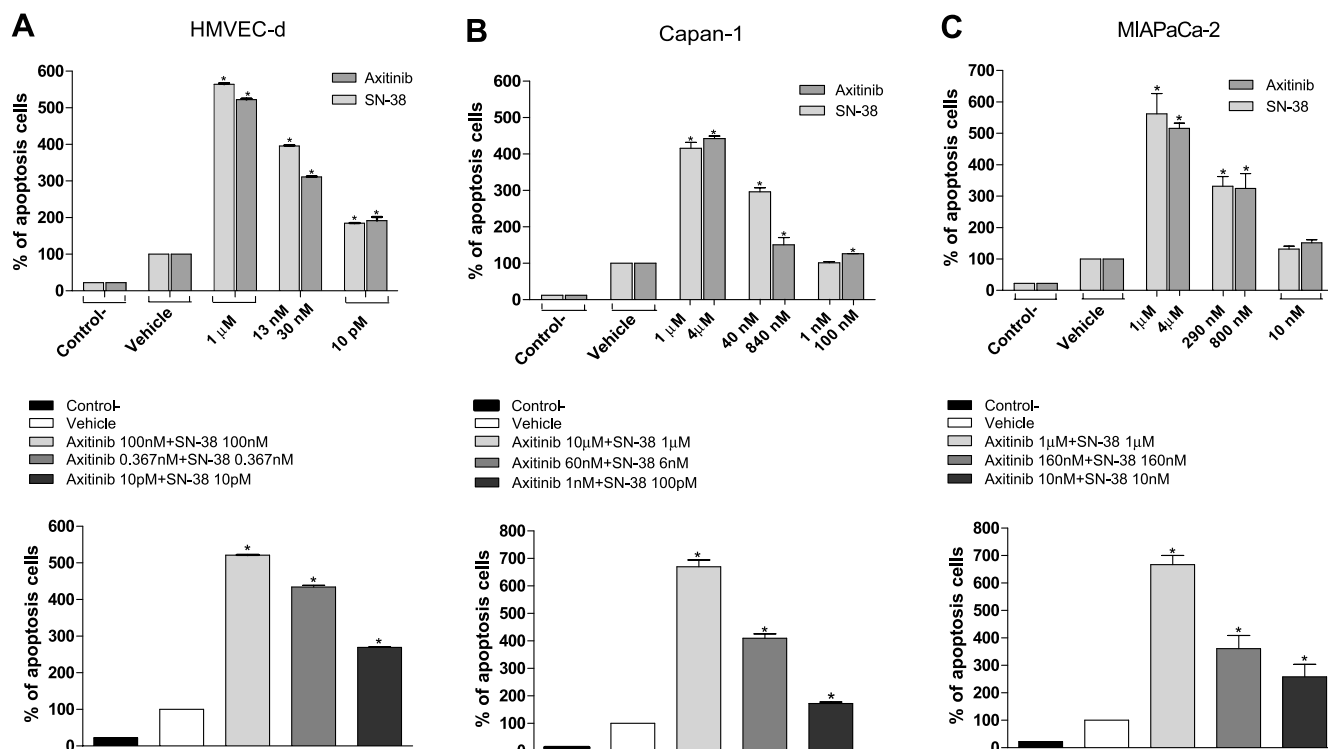 A
HMVEC-d
% of apoptosis cells
600
500
400
300
200
100
0
Axitinib
SN-38
* * * * * *
Control-
Vehicle
1 μM
13 nM
30 nM
10 pM
B
Capan-1
% of apoptosis cells
600
500
400
300
200
100
0
Axitinib
SN-38
* * * * *
Control-
Vehicle
1 μM
4μM
40 nM
840 nM
1 nM
100 nM
C
MIAPaCa-2
% of apoptosis cells
700
600
500
400
300
200
100
0
Axitinib
SN-38
* * * *
Control-
Vehicle
1μM
4μM
290 nM
800 nM
10 nM
Control-
Vehicle
Axitinib 100nM+SN-38 100nM
Axitinib 0.367nM+SN-38 0.367nM
Axitinib 10pM+SN-38 10pM
% of apoptosis cells
600
500
400
300
200
100
0
* * *
Control-
Vehicle
Axitinib 10μM+SN-38 1μM
Axitinib 60nM+SN-38 6nM
Axitinib 1nM+SN-38 100pM
% of apoptosis cells
800
700
600
500
400
300
200
100
0
* * *
Control-
Vehicle
Axitinib 1μM+SN-38 1μM
Axitinib 160nM+SN-38 160nM
Axitinib 10nM+SN-38 10nM
% of apoptosis cells
800
700
600
500
400
300
200
100
0
* * *